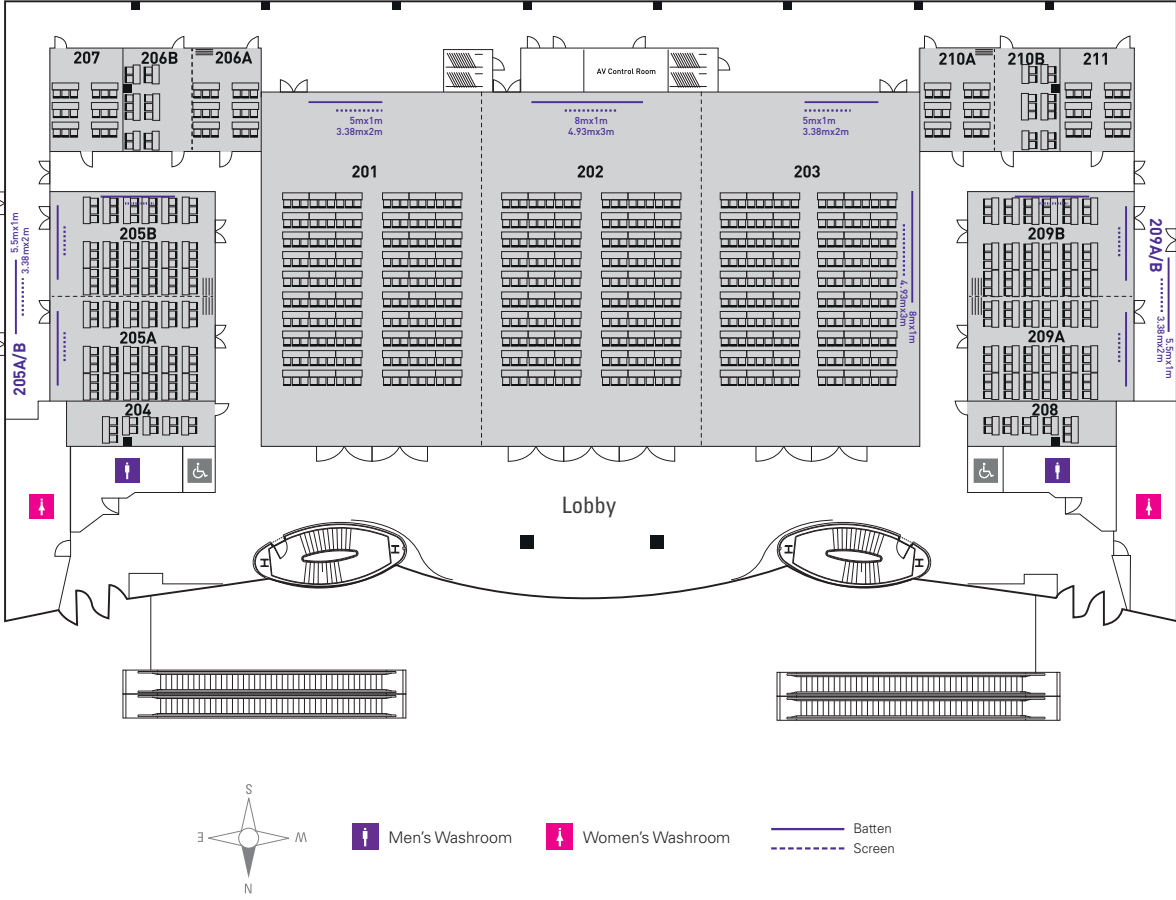 207
206B
206A
AV Control Room
210A
210B
211
5mx1m
3.38mx2m
8mx1m
4.93mx3m
5mx1m
3.38mx2m
201
202
203
205B
205A
204
5.5mx1m
3.38mx2m
205A/B
4.93mx3m
8mx1m
209B
209A
208
209A/B
3.38mx2m
5.5mx1m
Lobby
S
E
W
N
Men's Washroom
Women's Washroom
Batten
Screen